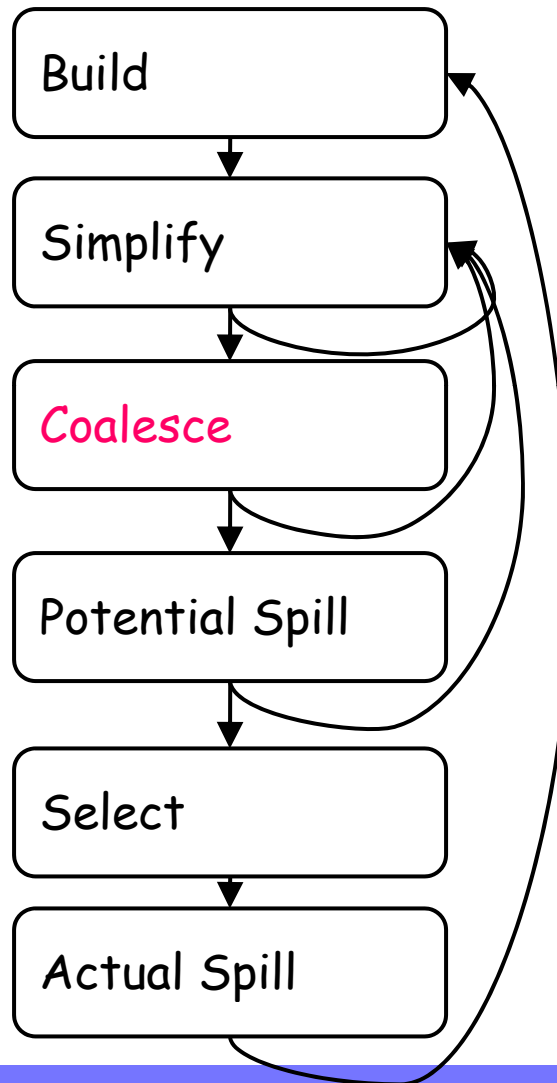 Build
Simplify
Coalesce
Potential Spill
Select
Actual Spill